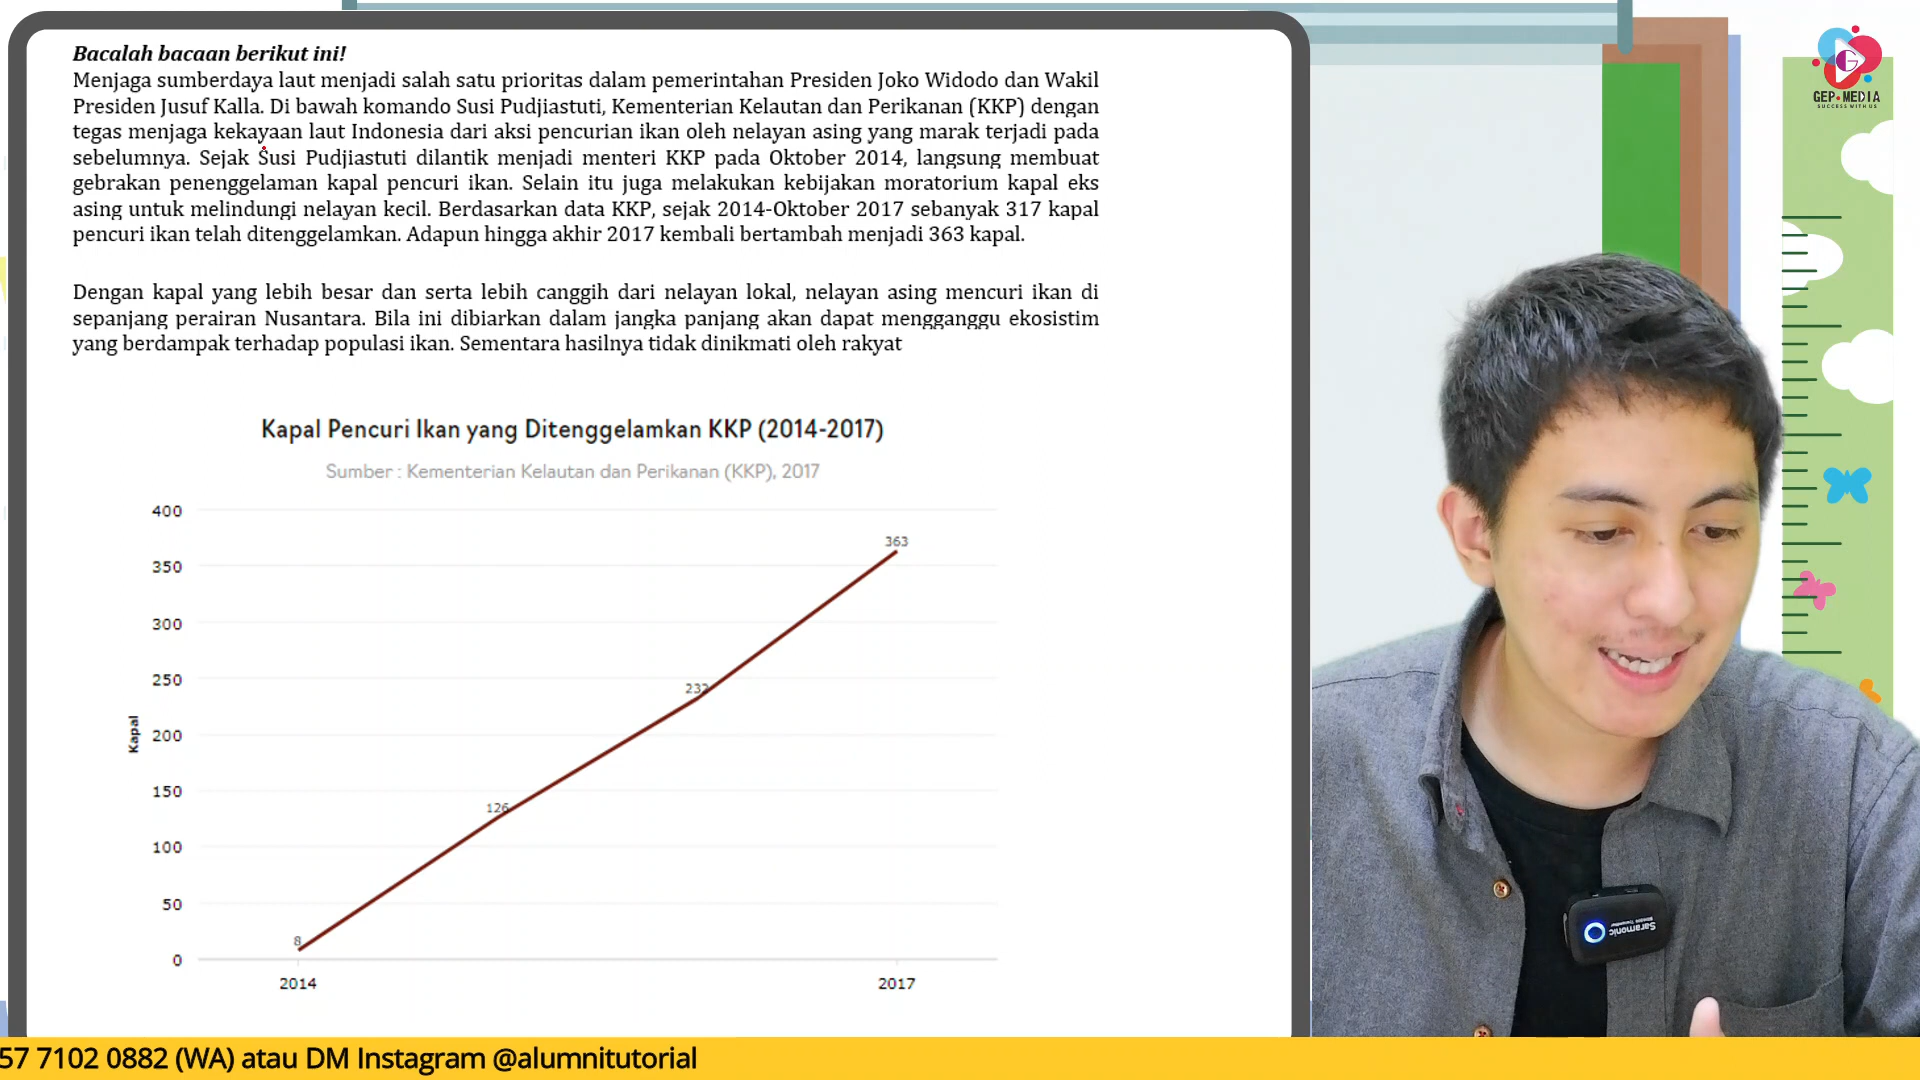 Bacalah bacaan berikut ini!
Menjaga sumberdaya laut menjadi salah satu prioritas dalam pemerintahan Presiden Joko Widodo dan Wakil
Presiden Jusuf Kalla. Di bawah komando Susi Pudjiastuti, Kementerian Kelautan dan Perikanan (KKP) dengan
tegas menjaga kekayaan laut Indonesia dari aksi pencurian ikan oleh nelayan asing yang marak terjadi pada
sebelumnya. Sejak Susi Pudjiastuti dilantik menjadi menteri KKP pada Oktober 2014, langsung membuat
gebrakan penenggelaman kapal pencuri ikan. Selain itu juga melakukan kebijakan moratorium kapal eks
asing untuk melindungi nelayan kecil. Berdasarkan data KKP, sejak 2014-Oktober 2017 sebanyak 317 kapal
pencuri ikan telah ditenggelamkan. Adapun hingga akhir 2017 kembali bertambah menjadi 363 kapal.
Dengan kapal yang lebih besar dan serta lebih canggih dari nelayan lokal, nelayan asing mencuri ikan di
sepanjang perairan Nusantara. Bila ini dibiarkan dalam jangka panjang akan dapat mengganggu ekosistim
yang berdampak terhadap populasi ikan. Sementara hasilnya tidak dinikmati oleh rakyat
Kapal Pencuri Ikan yang Ditenggelamkan KKP (2014-2017)
Sumber : Kementerian Kelautan dan Perikanan (KKP), 2017
400
363
350
300
250
232
Kapal
200
150
126
100
50
8
0
2014
2017
GEP MEDIA
SUCCESS WITH US
Saramonic
57 7102 0882 (WA) atau DM Instagram @alumnitutorial